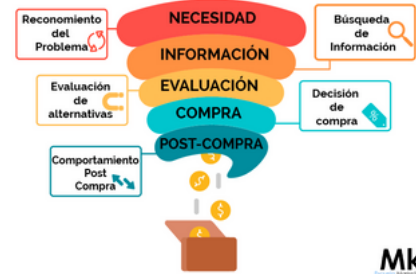 Reconomiento
del
Problema
NECESIDAD
Búsqueda
de
Información
INFORMACIÓN
Evaluación
de
alternativas
EVALUACIÓN
Decisión
de
compra
COMPRA
Comportamiento
Post
Compra
POST-COMPRA
MK